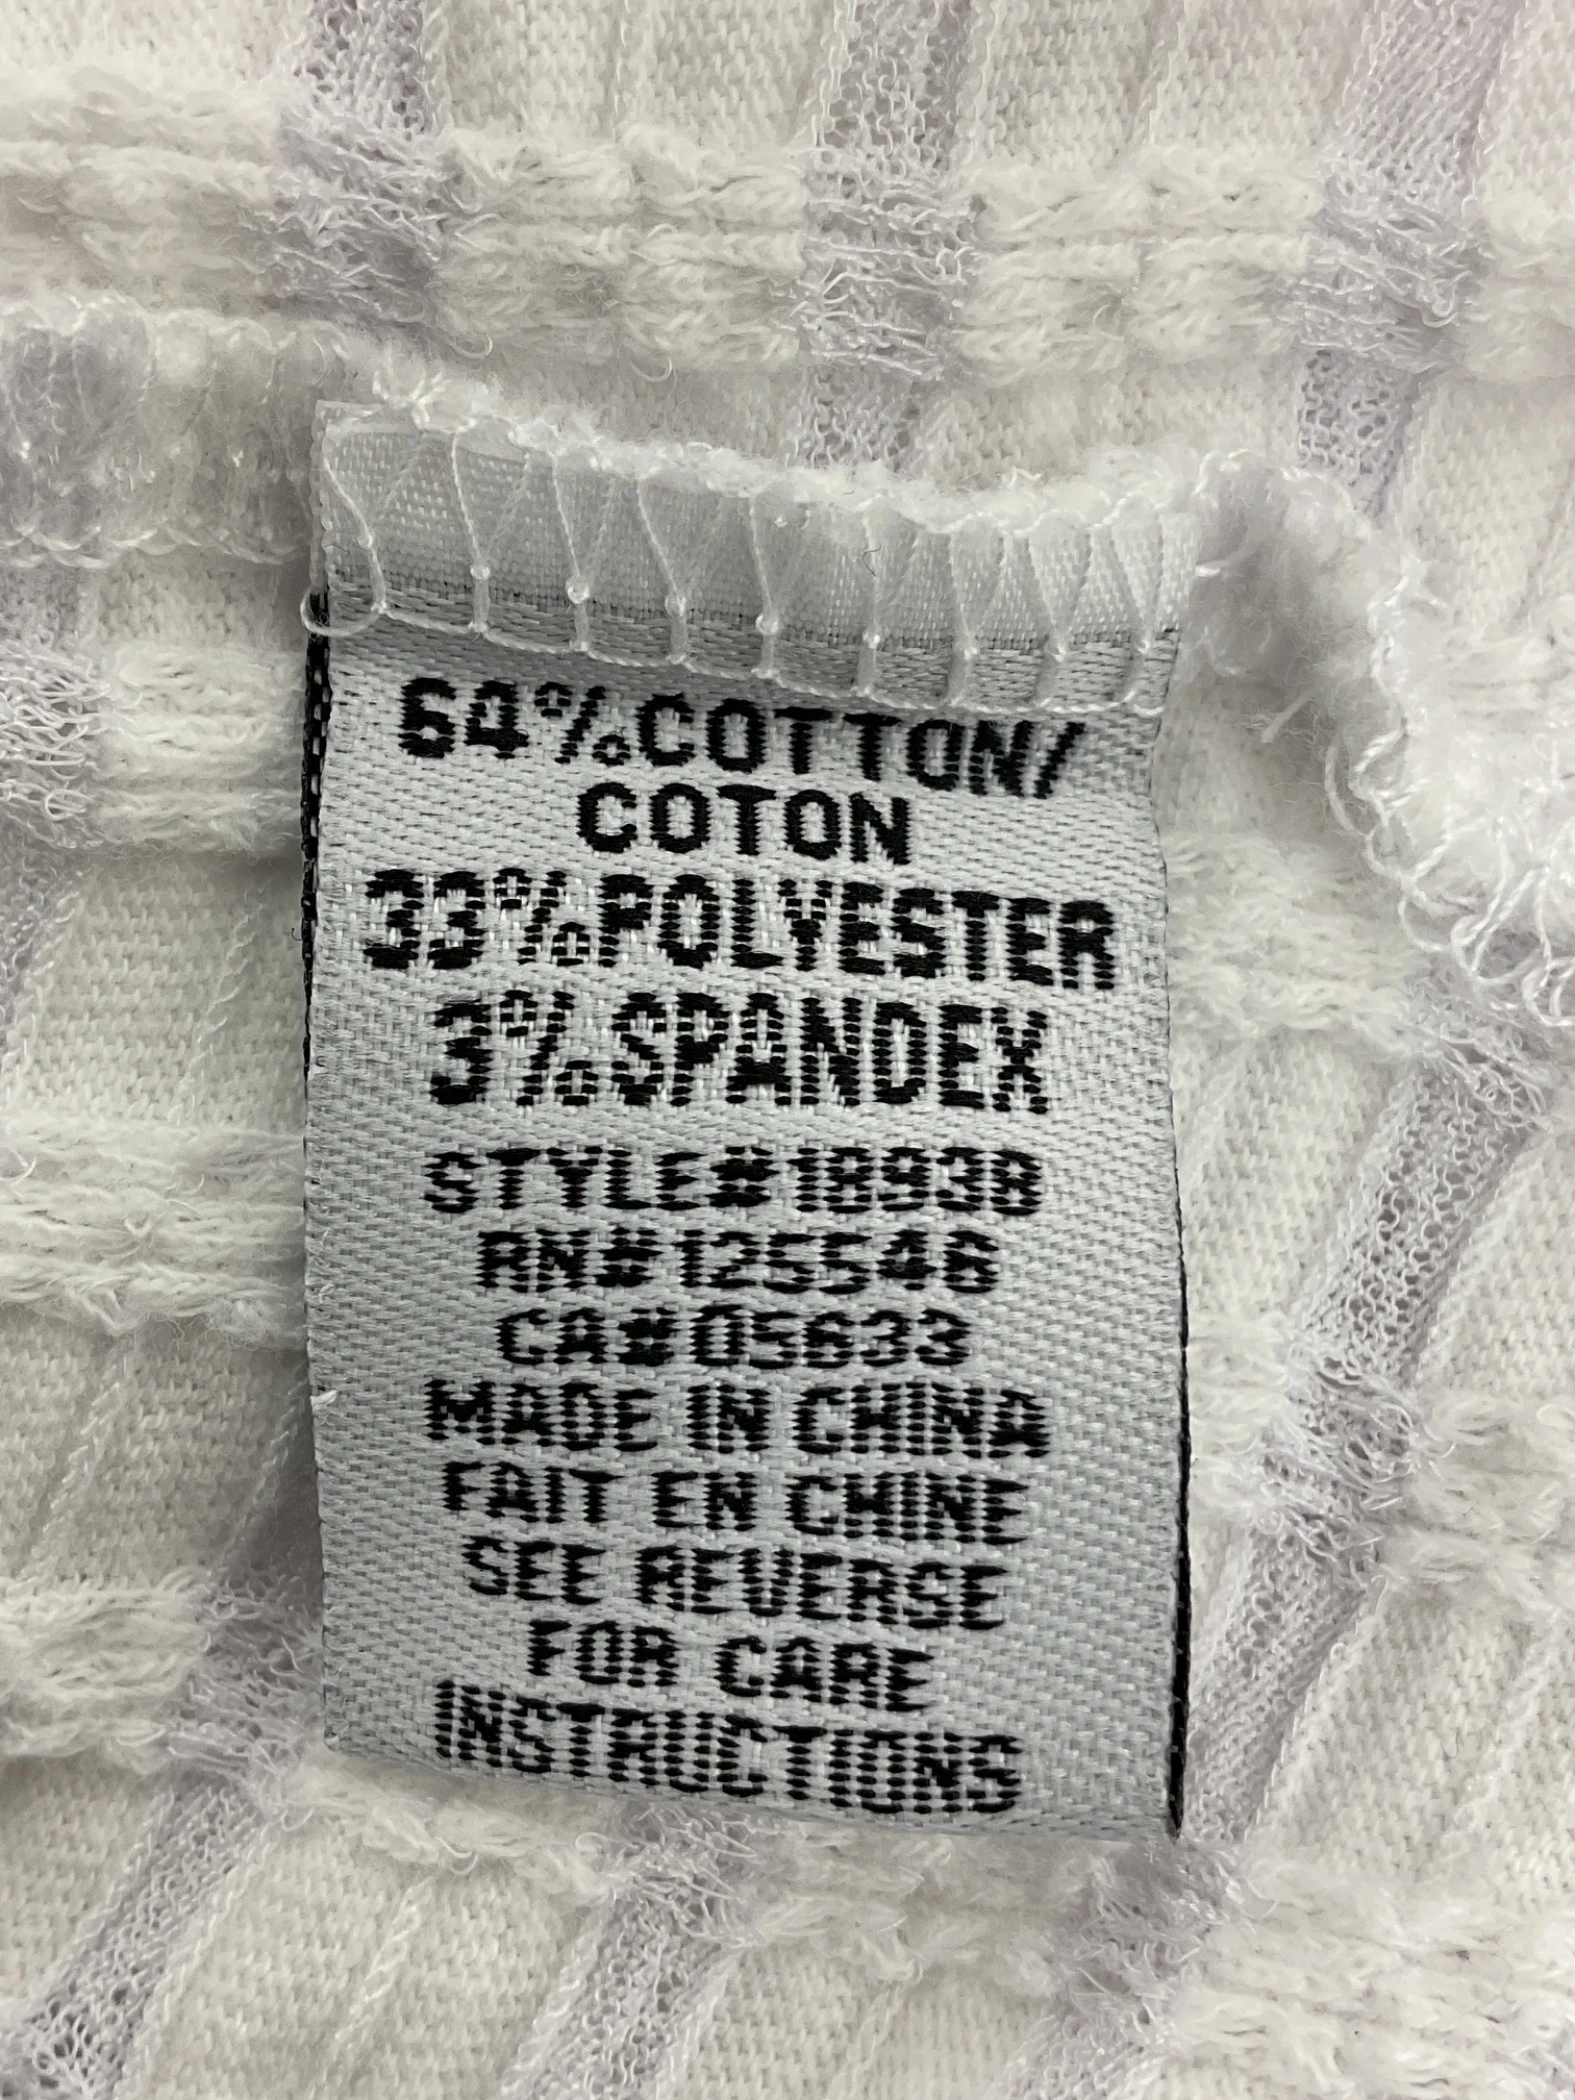 64%COTTON/
COTON
33%POLYESTER
3%SPANDEX
STYLE#18938
RN#125546
CA#05633
MADE IN CHINA
FAIT EN CHINE
SEE REVERSE
FOR CARE
INSTRUCTIONS